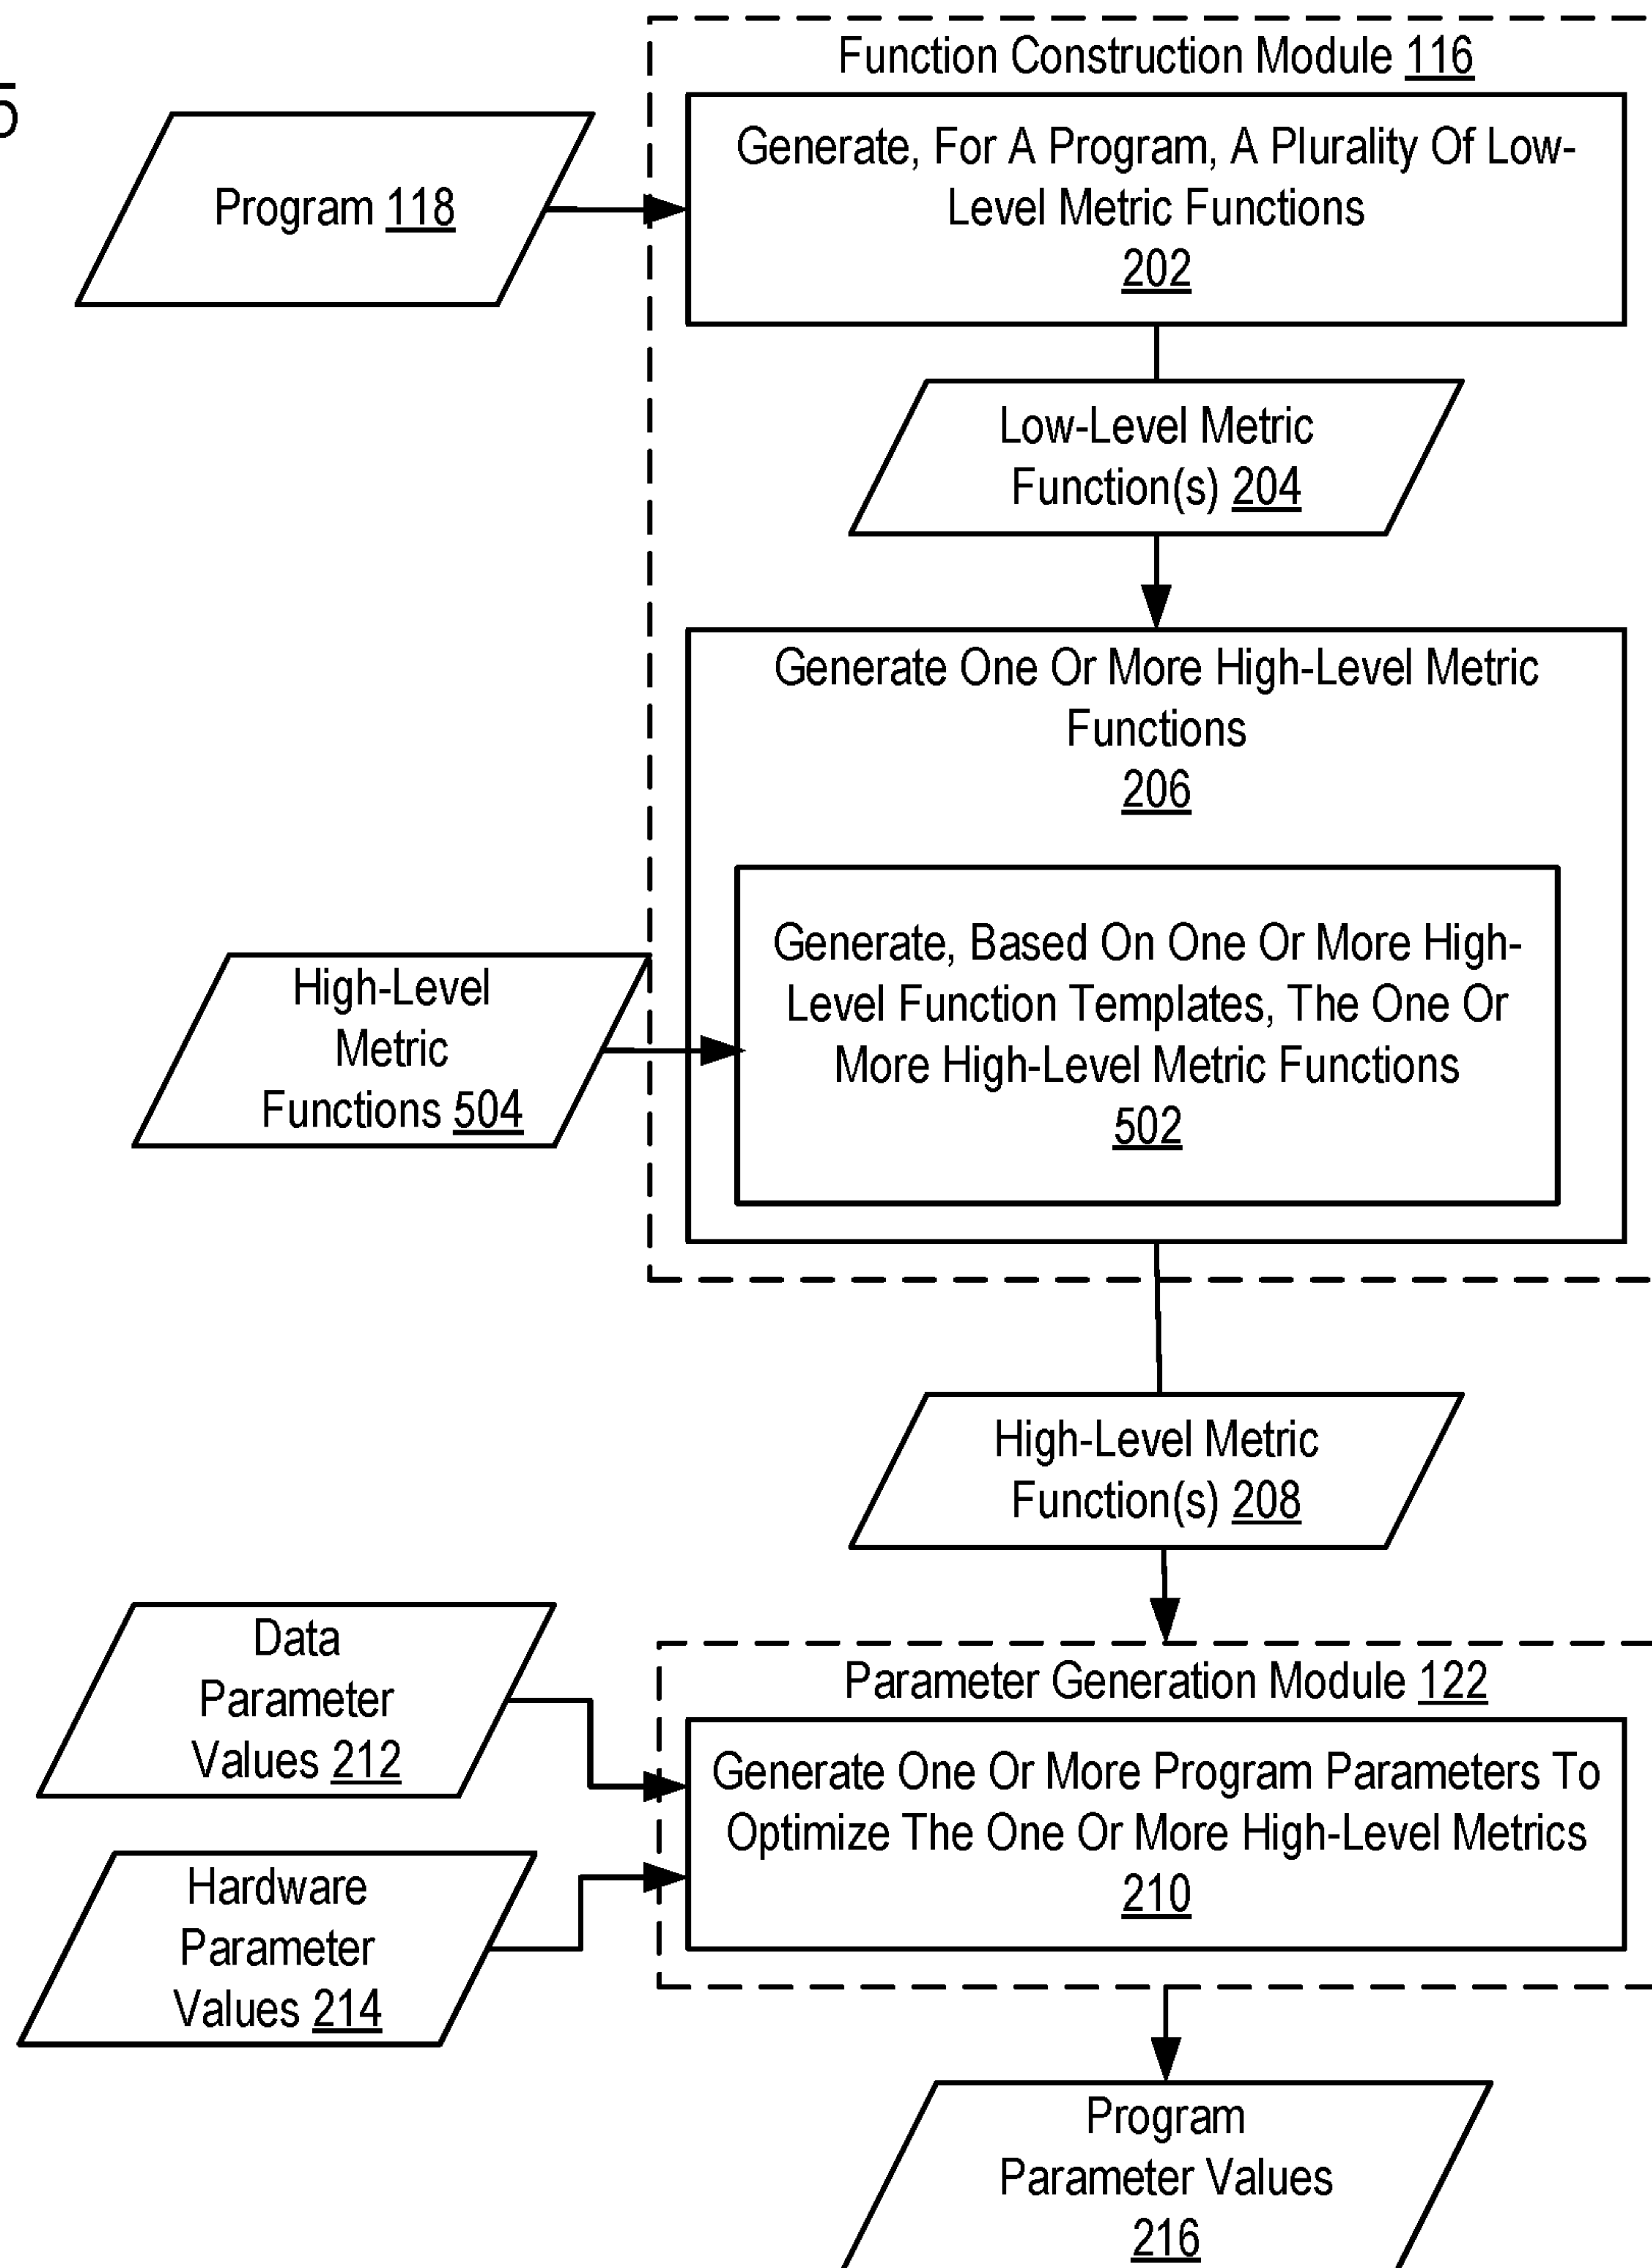 5
Function Construction Module 116
Program 118
Generate, For A Program, A Plurality Of Low-
Level Metric Functions
202
Low-Level Metric
Function(s) 204
Generate One Or More High-Level Metric
Functions
206
High-Level
Metric
Functions 504
Generate, Based On One Or More High-
Level Function Templates, The One Or
More High-Level Metric Functions
502
High-Level Metric
Function(s) 208
Data
Parameter
Values 212
Parameter Generation Module 122
Generate One Or More Program Parameters To
Optimize The One Or More High-Level Metrics
210
Hardware
Parameter
Values 214
Program
Parameter Values
216